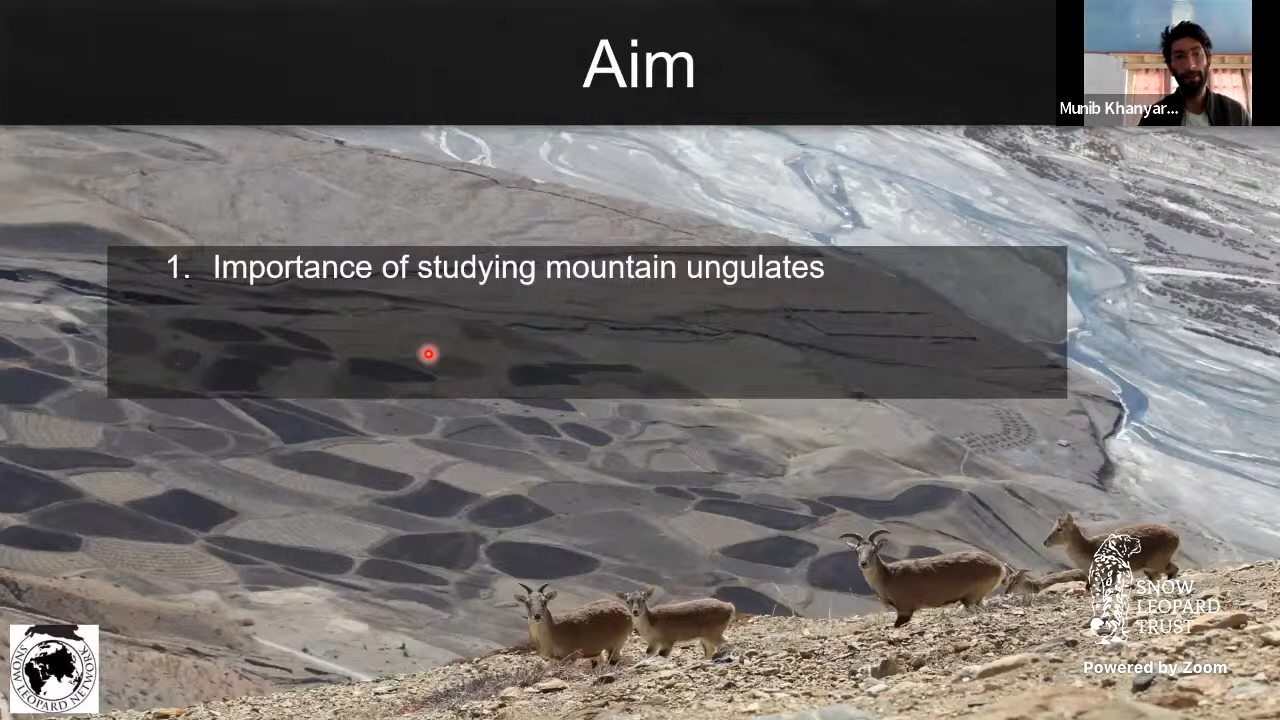 Aim
Munib Khanyar...
1. Importance of studying mountain ungulates
SNOW
LEOPARD
TRUST
SNOW LEOPARD NETWORK
Powered by Zoom